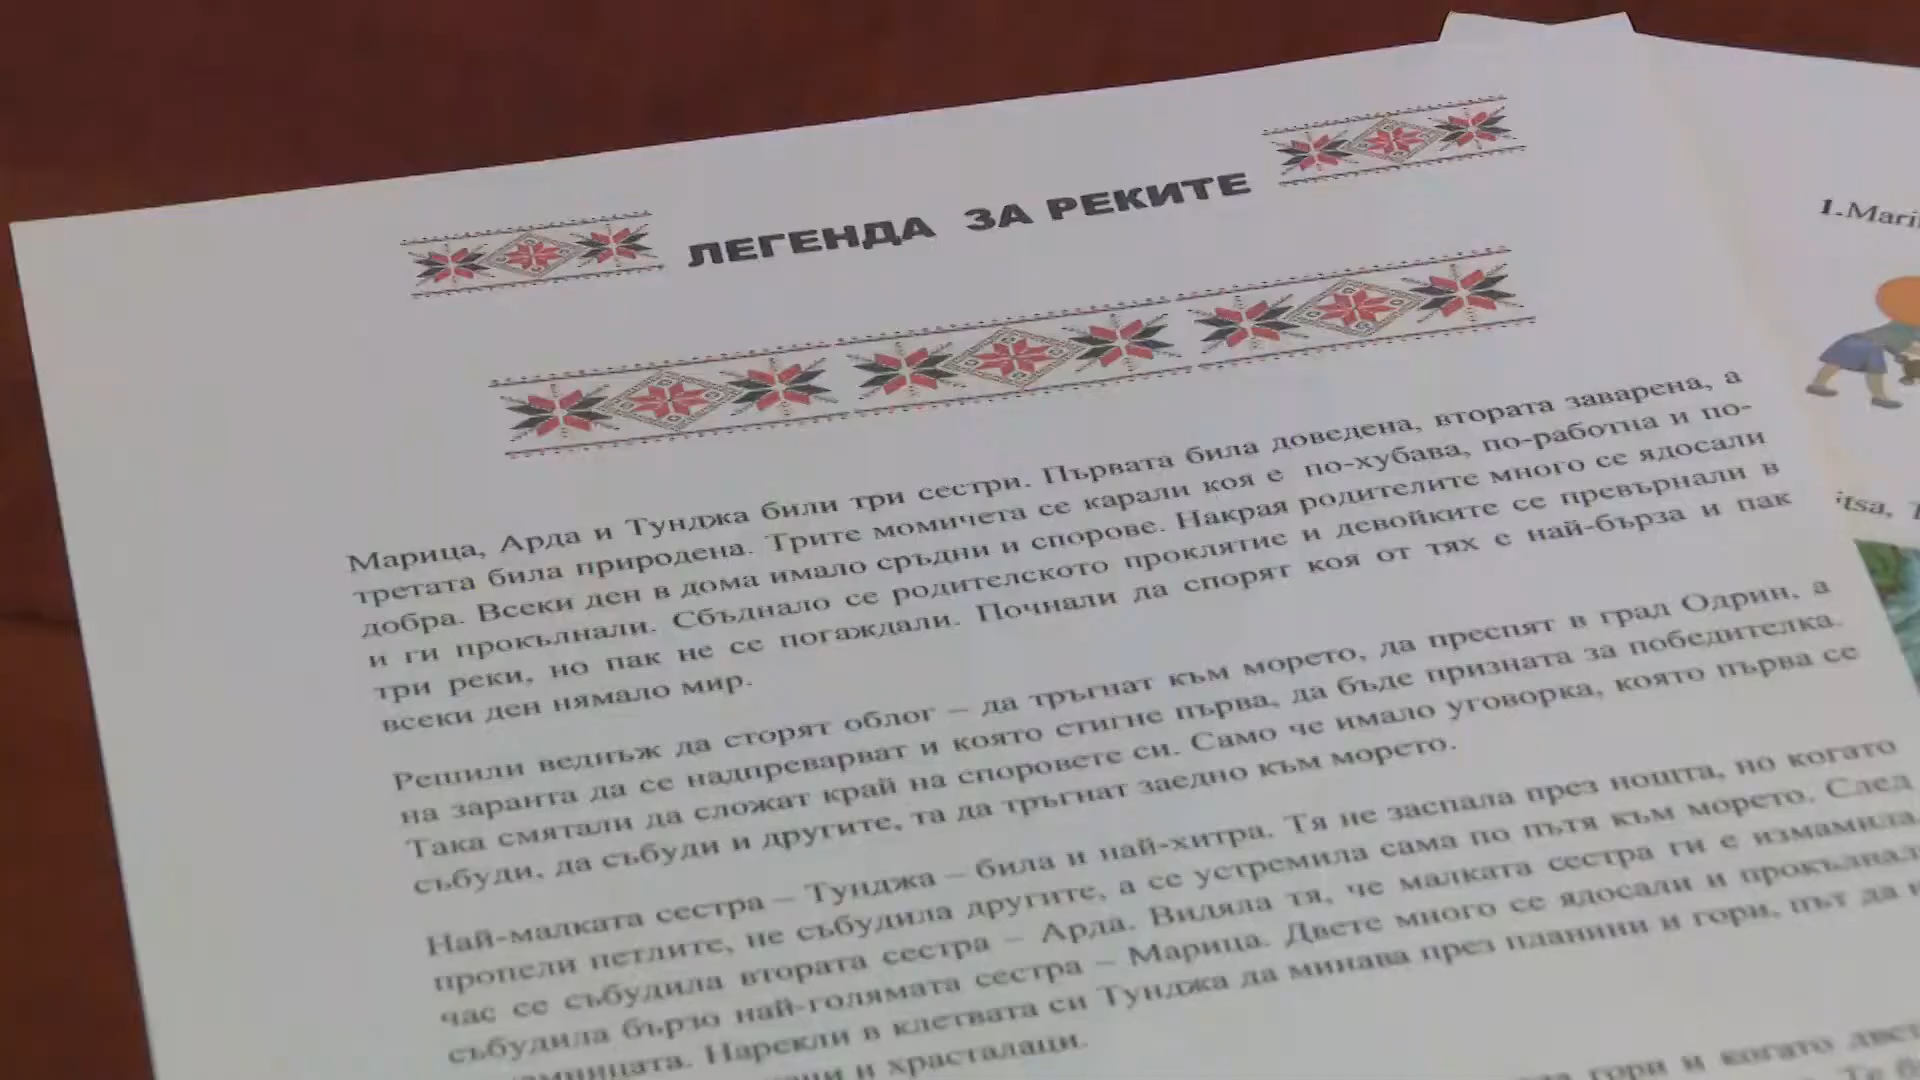 ЛЕГЕНДА ЗА РЕКИТЕ
Марица, Арда и Тунджа били три сестри. Първата била доведена, втората заварена, а
третата била природена. Трите момичета се карали коя е по-хубава, по-работна и по-
добра. Всеки ден в дома имало сръдни и спорове. Накрая родителите много се ядосали
и ги прокълнали. Сбъднало се родителското проклятие и девойките се превърнали в
три реки, но пак не се погаждали. Почнали да спорят коя от тях е най-бърза и пак
всеки ден нямало мир.
Решили веднъж да сторят облог – да тръгнат към морето, да преспят в град Одрин, а
на заранта да се надпреварват и която стигне първа, да бъде призната за победителка.
Така смятали да сложат край на споровете си. Само че имало уговорка, която първа се
събуди, да събуди и другите, та да тръгнат заедно към морето.
Най-малката сестра – Тунджа – била и най-хитра. Тя не заспала през нощта, но когато
пропели петлите, не събудила другите, а се устремила сама по пътя към морето. След
час се събудила втората сестра – Арда. Видяла тя, че малката сестра ги е измамила,
събудила бързо най-голямата сестра – Марица. Двете много се ядосали и
Нарекли в клетвата си Тунджа да минава през планини и гори, път да
и храсталаци.
гори и когато
1.